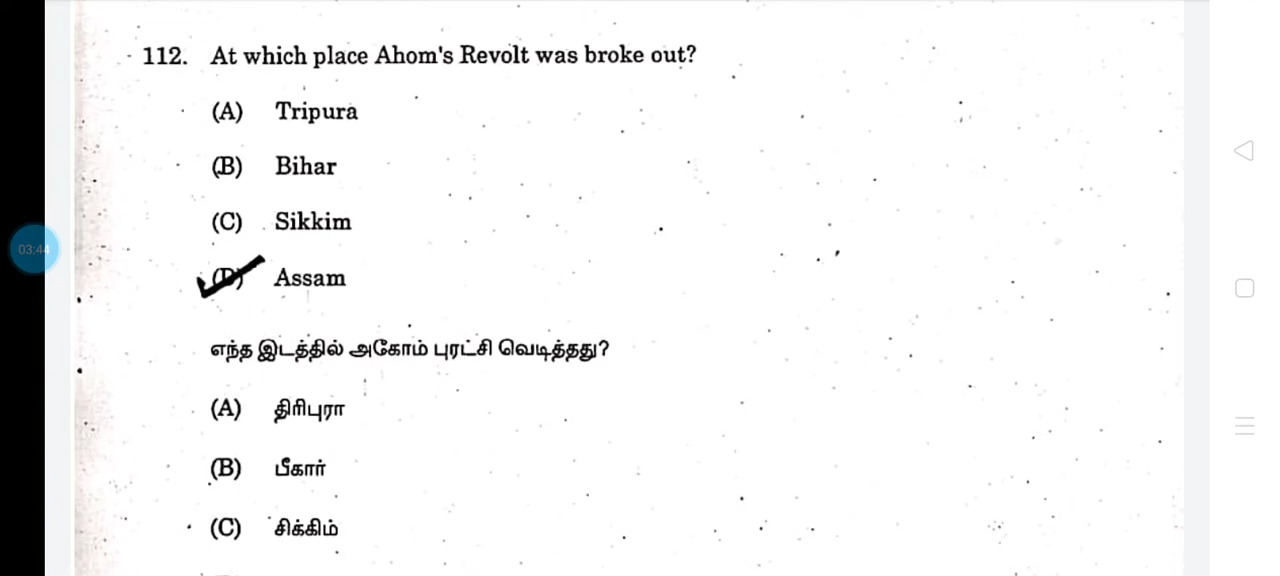 112. At which place Ahom's Revolt was broke out?
(A) Tripura
(B) Bihar
(C) Sikkim
03:44
(D) Assam
எந்த இடத்தில் அகோம் புரட்சி வெடித்தது?
(A) திரிபுரா
(B) பீகார்
(C) சிக்கிம்